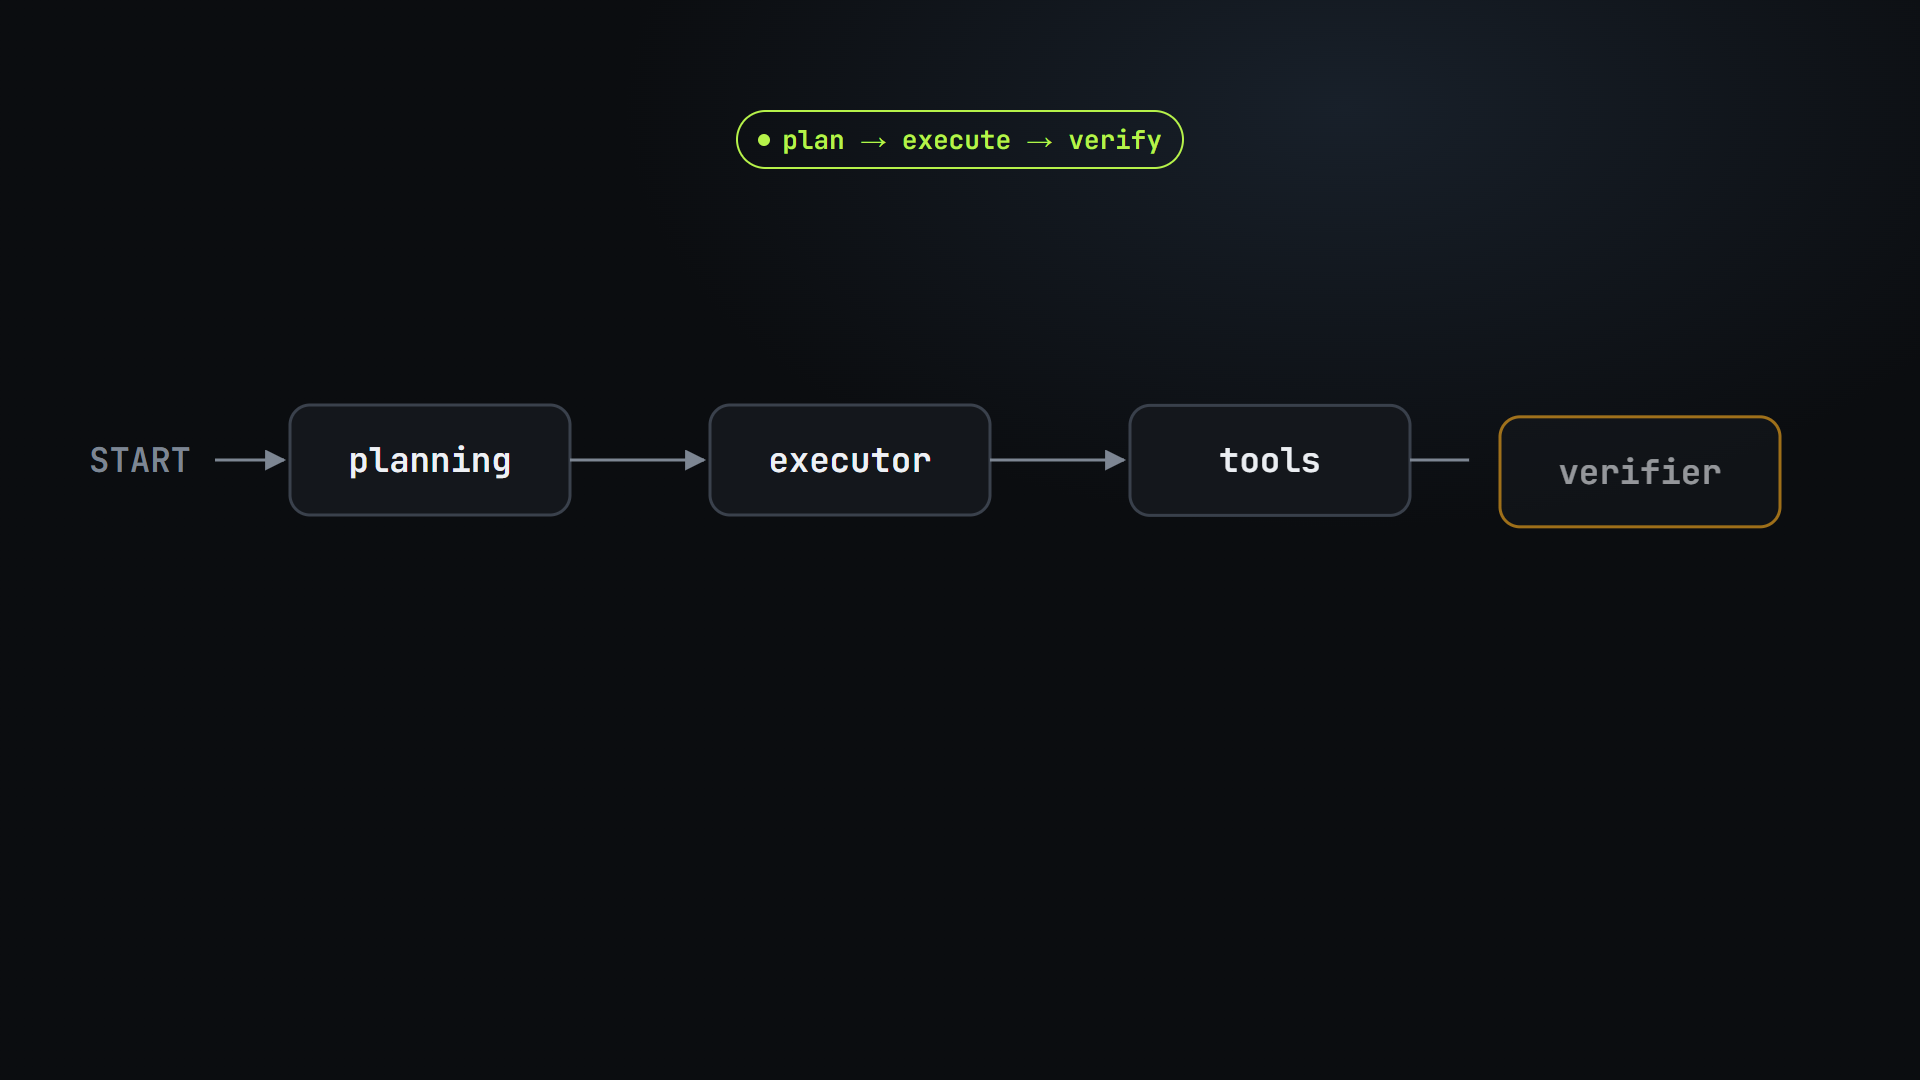 plan → execute → verify
START
planning
executor
tools
verifier